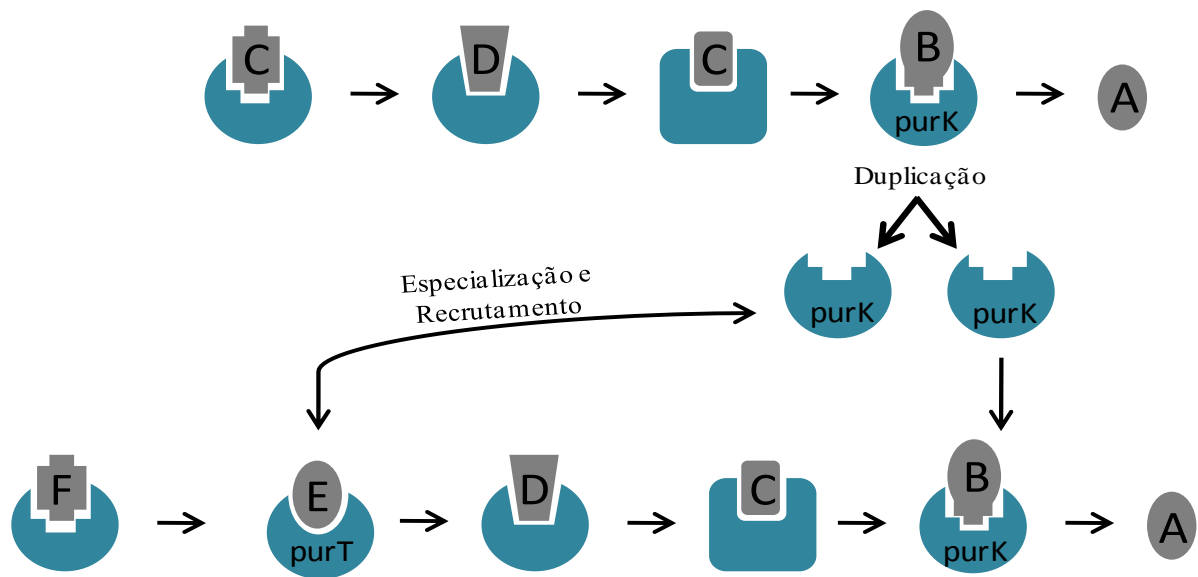 C
D
C
B
purK
A
Duplicação
Especialização e
Recrutamento
purK
purK
F
E
purT
D
C
B
purK
A